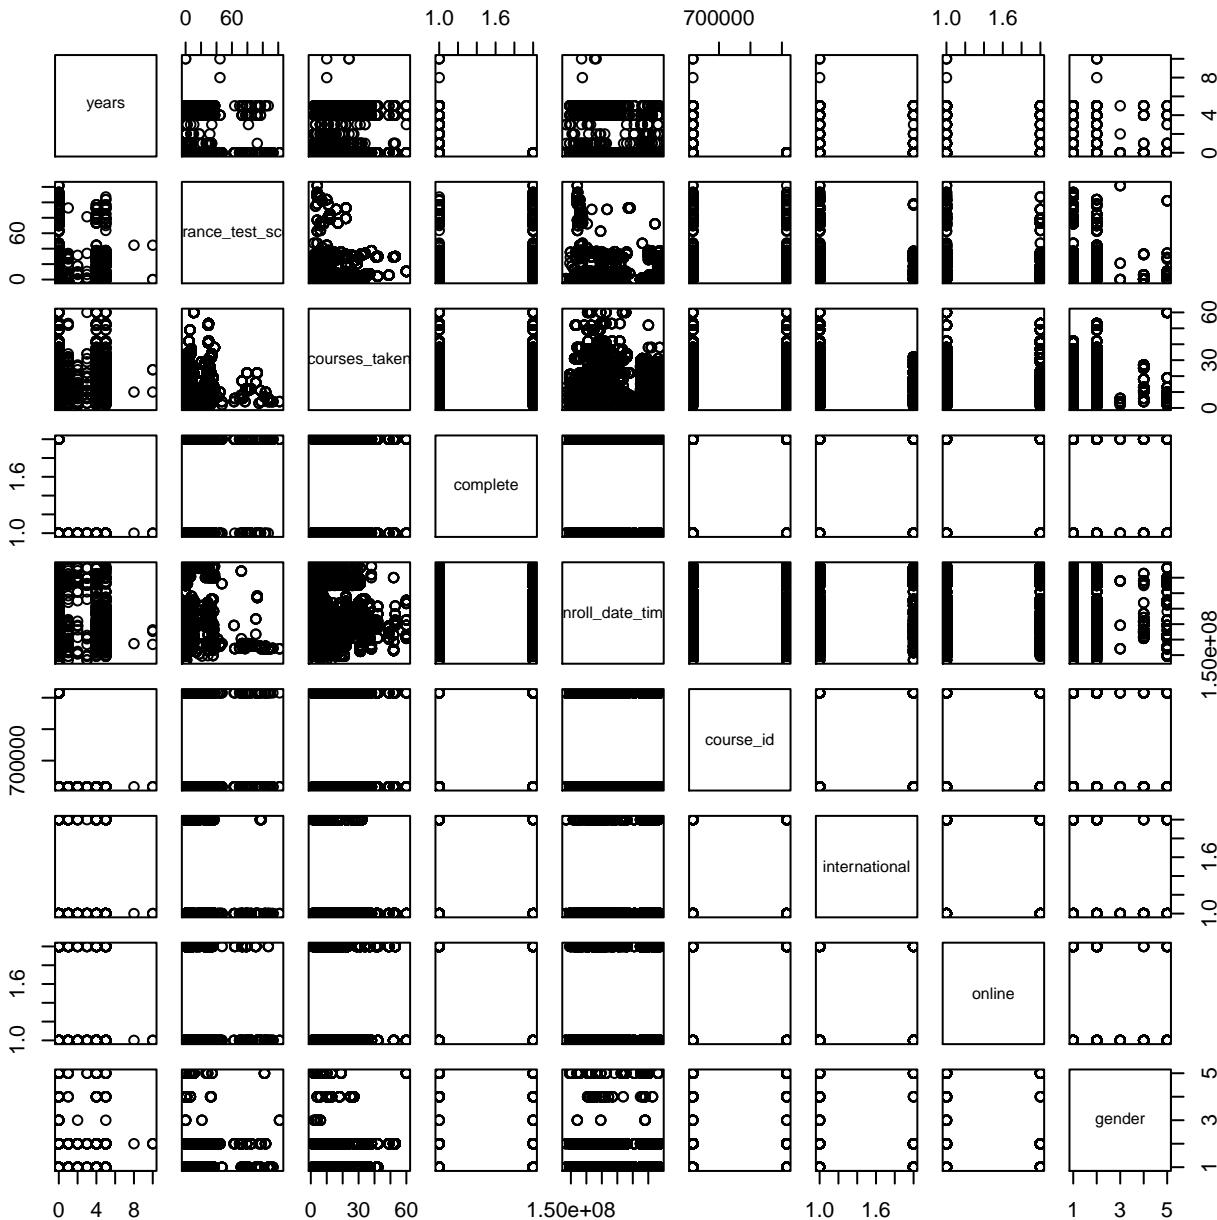 0 60 1.0 1.6 700000 1.0 1.6
years 0 4 8
0 60 rance_test_sc
courses_taken 0 30 60
1.0 1.6 complete
nroll_date_tim 1.50e+08
700000 course_id
international 1.0 1.6
1.0 1.6 online
gender 1 3 5
0 4 8 0 30 60 1.50e+08 1.0 1.6 1 3 5